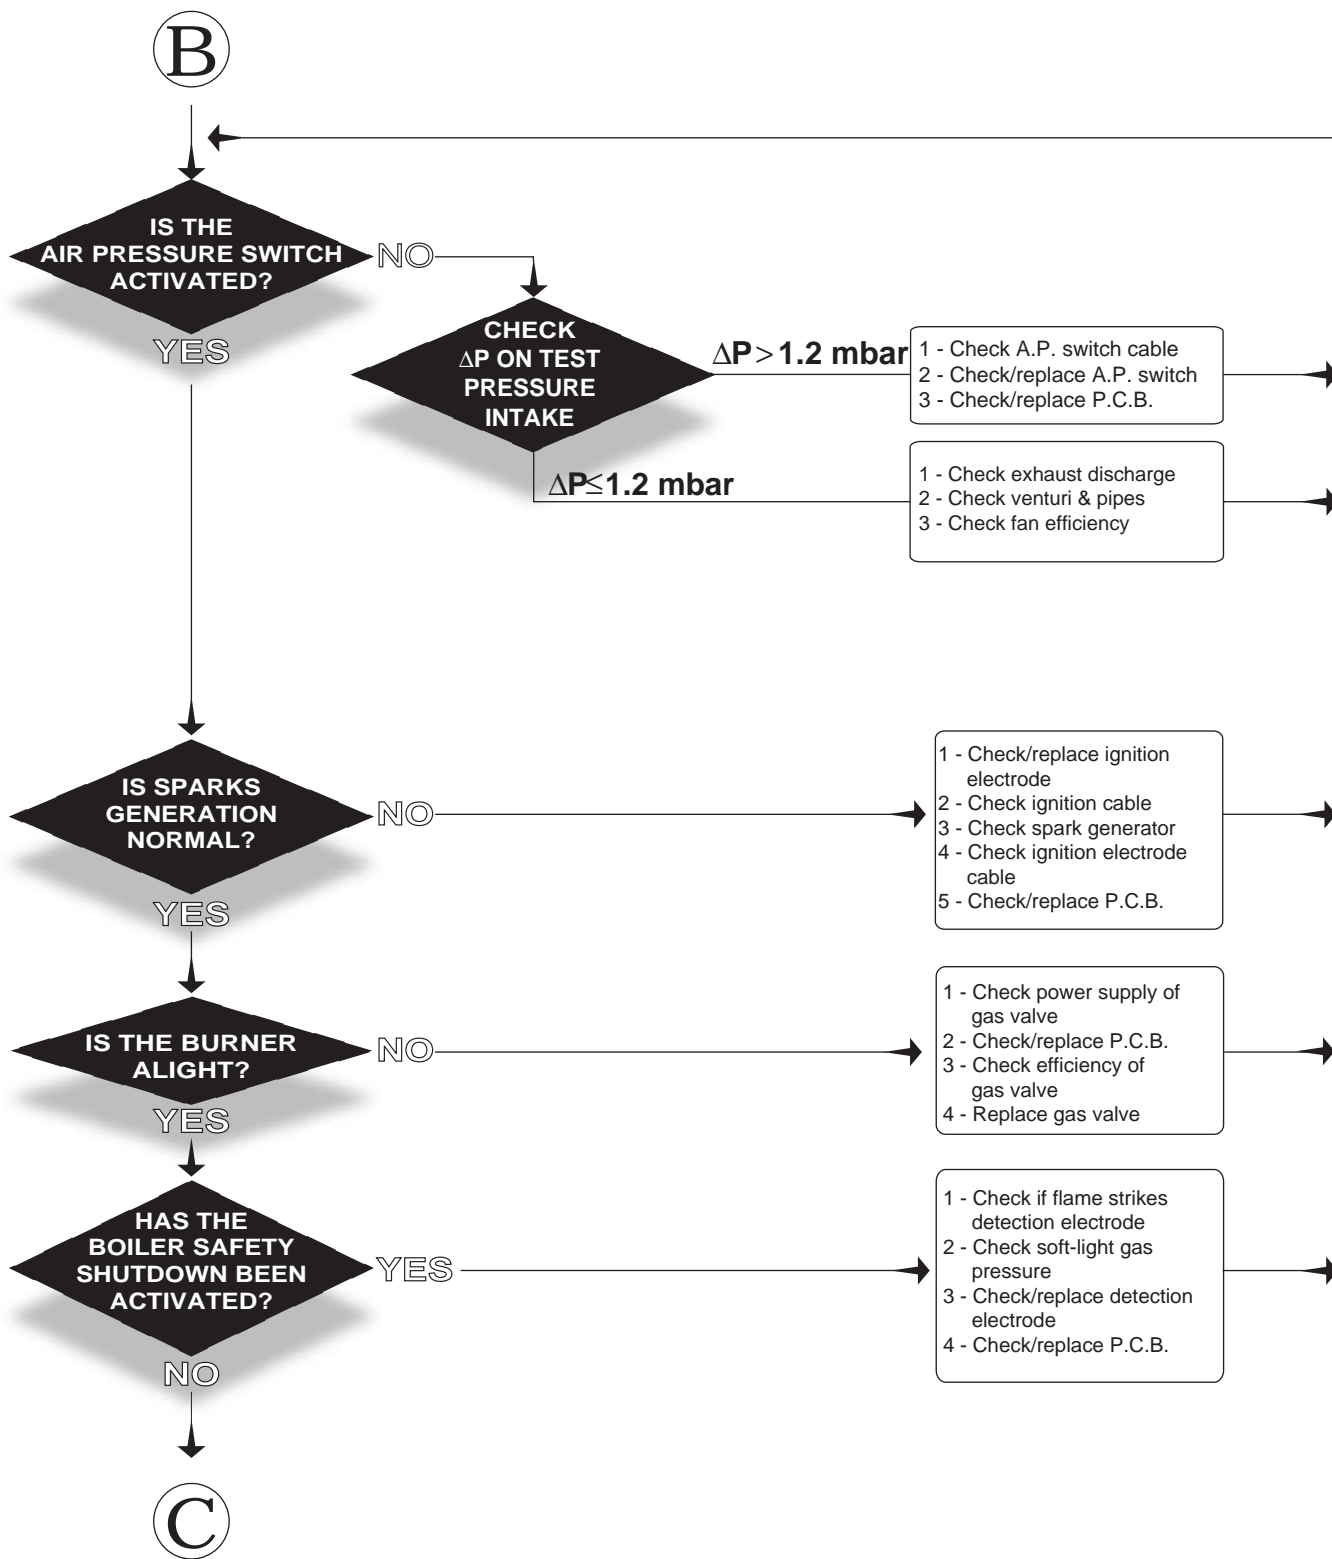 B
IS THE
AIR PRESSURE SWITCH
ACTIVATED?
NO
YES
CHECK
ΔP ON TEST
PRESSURE
INTAKE
ΔP > 1.2 mbar
1 - Check A.P. switch cable
2 - Check/replace A.P. switch
3 - Check/replace P.C.B.
ΔP≤1.2 mbar
1 - Check exhaust discharge
2 - Check venturi & pipes
3 - Check fan efficiency
IS SPARKS
GENERATION
NORMAL?
NO
YES
1 - Check/replace ignition
electrode
2 - Check ignition cable
3 - Check spark generator
4 - Check ignition electrode
cable
5 - Check/replace P.C.B.
IS THE BURNER
ALIGHT?
NO
YES
1 - Check power supply of
gas valve
2 - Check/replace P.C.B.
3 - Check efficiency of
gas valve
4 - Replace gas valve
HAS THE
BOILER SAFETY
SHUTDOWN BEEN
ACTIVATED?
YES
NO
1 - Check if flame strikes
detection electrode
2 - Check soft-light gas
pressure
3 - Check/replace detection
electrode
4 - Check/replace P.C.B.
C